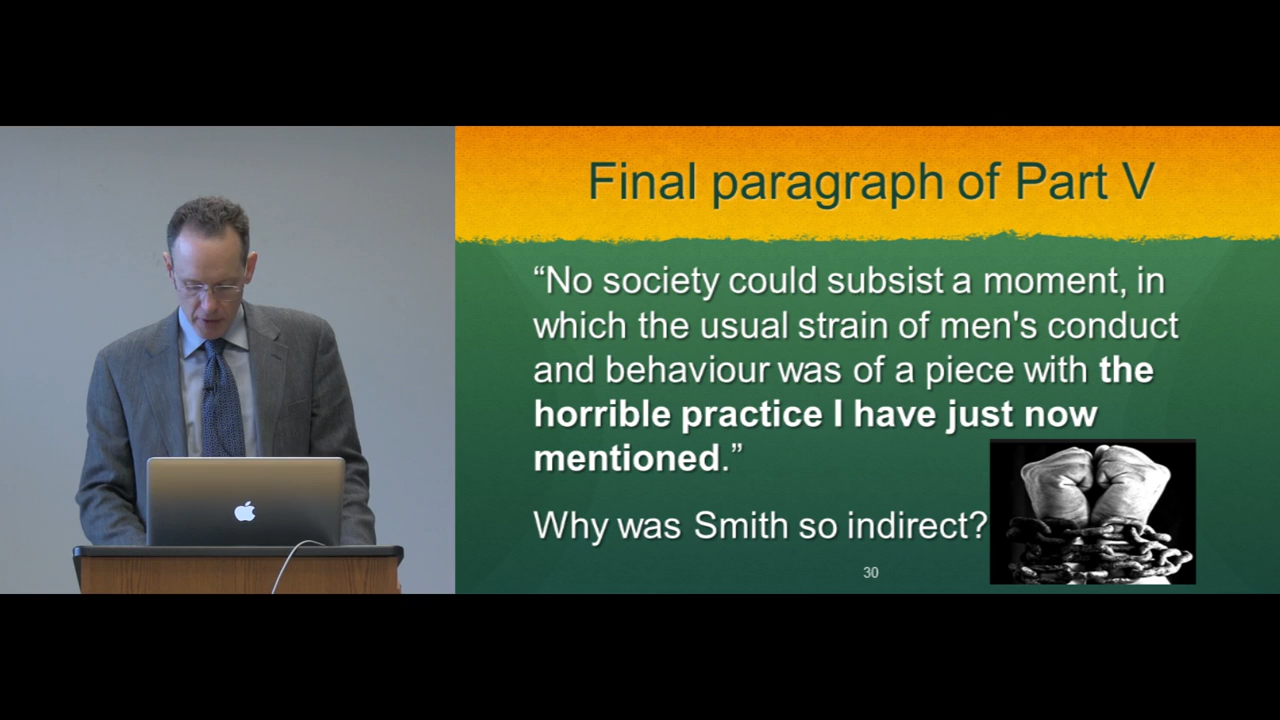 Final paragraph of Part V
“No society could subsist a moment, in
which the usual strain of men's conduct
and behaviour was of a piece with the
horrible practice I have just now
mentioned.”
Why was Smith so indirect?
30